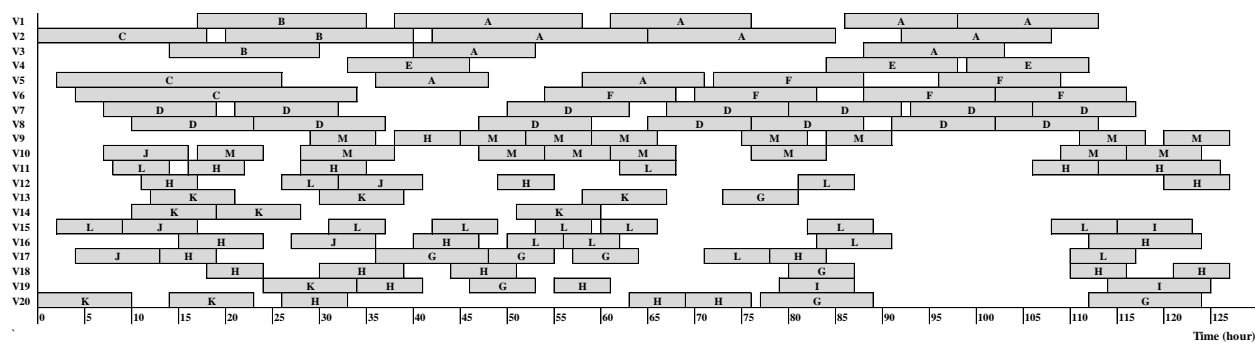 V1 B A A A A
V2 C B A A A
V3 B A A
V4 E E E
V5 C A A F F
V6 C F F F F
V7 D D D D D D D
V8 D D D D D D D
V9 M H M M M M M M M
V10 J M M M M M M M M
V11 L H H L H H
V12 H L J H L H
V13 K K G
V14 K K K
V15 L J L L L L L L I
V16 H J H L L L H
V17 J H G L G L H L
V18 H H H G H H
V19 K H G H I I
V20 K K H H H G G
0 5 10 15 20 25 30 35 40 45 50 55 60 65 70 75 80 85 90 95 100 105 110 115 120 125
Time (hour)
`